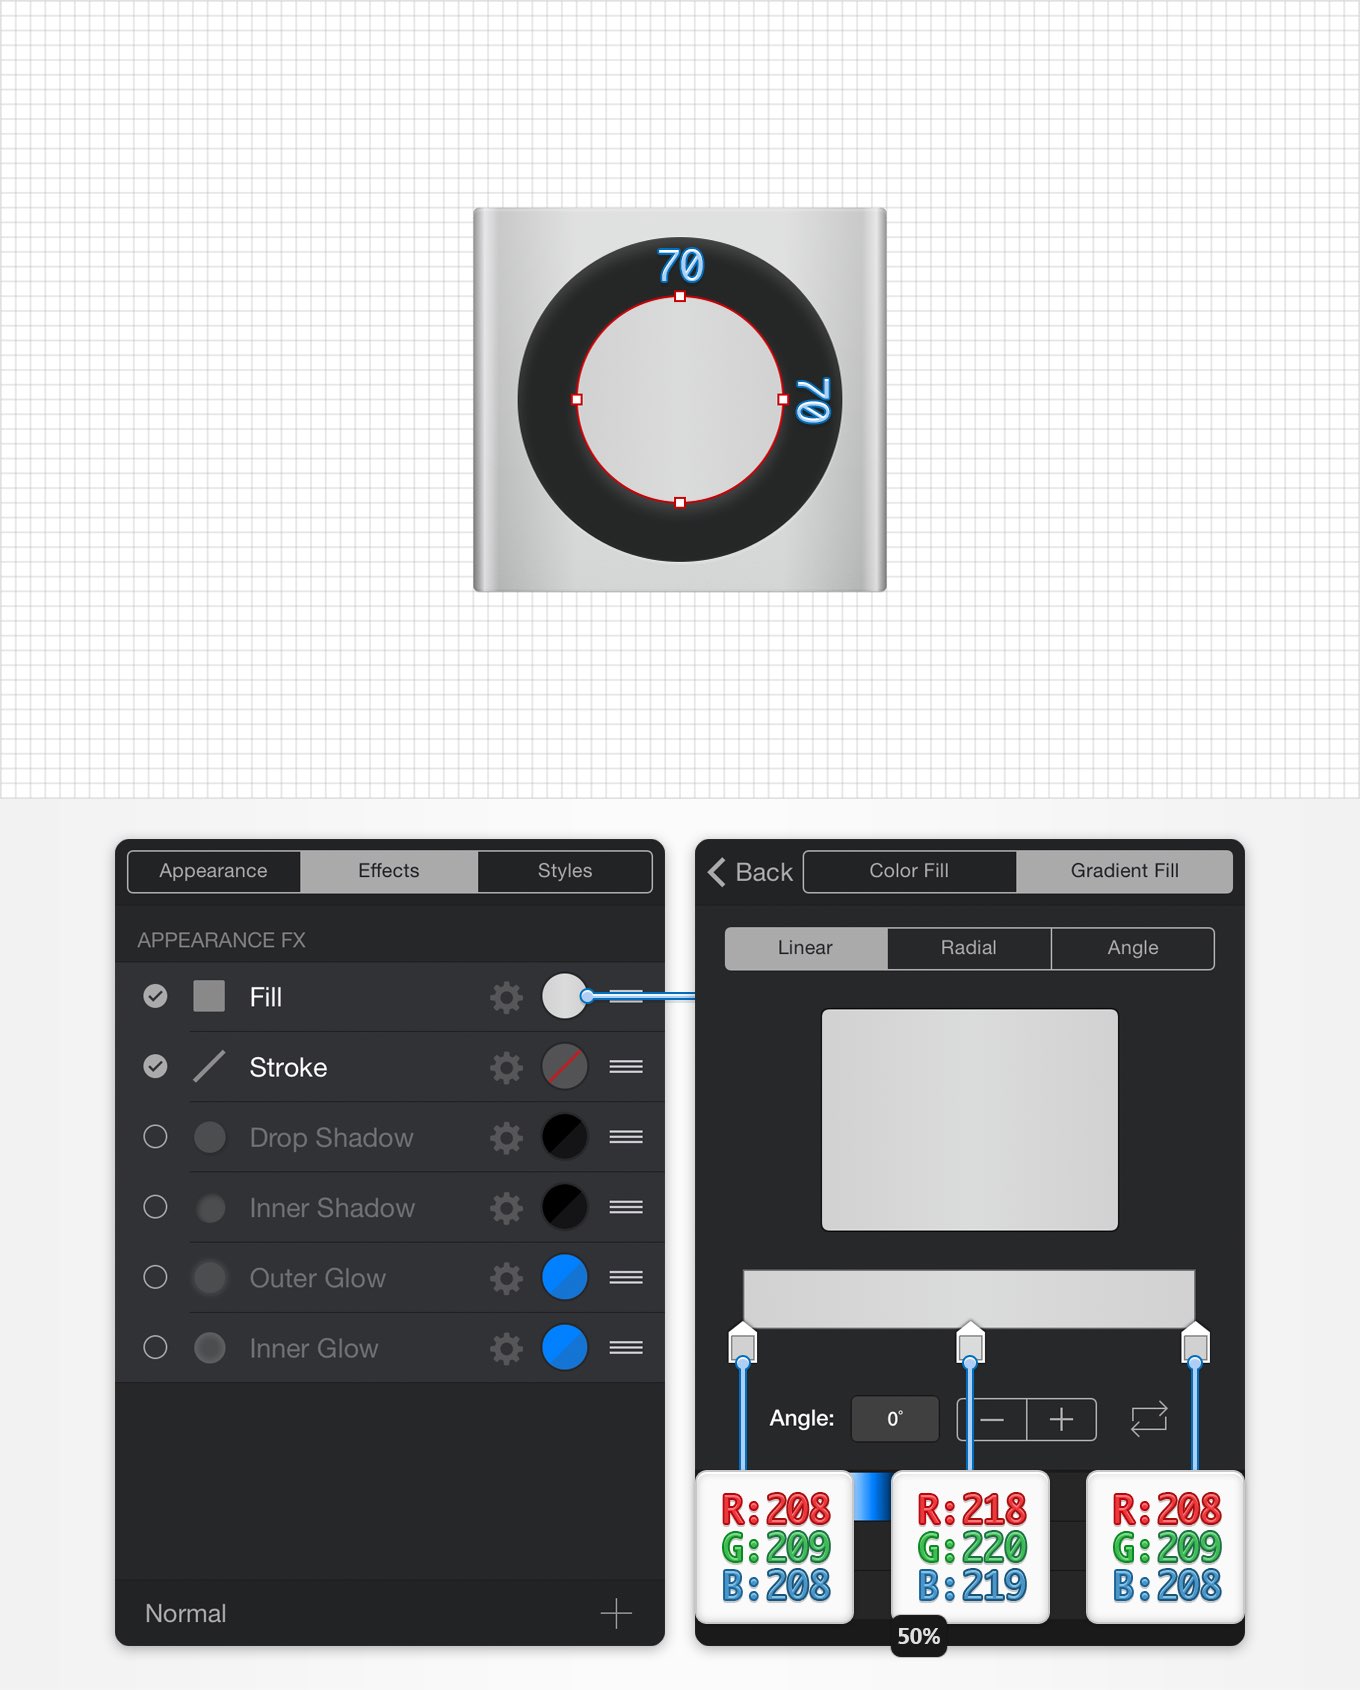 70
70
Appearance Effects Styles
APPEARANCE FX
Fill
Stroke
Drop Shadow
Inner Shadow
Outer Glow
Inner Glow
Normal
Back Color Fill Gradient Fill
Linear Radial Angle
Angle: 0°
R:208
G:209
B:208
R:218
G:220
B:219
50%
R:208
G:209
B:208